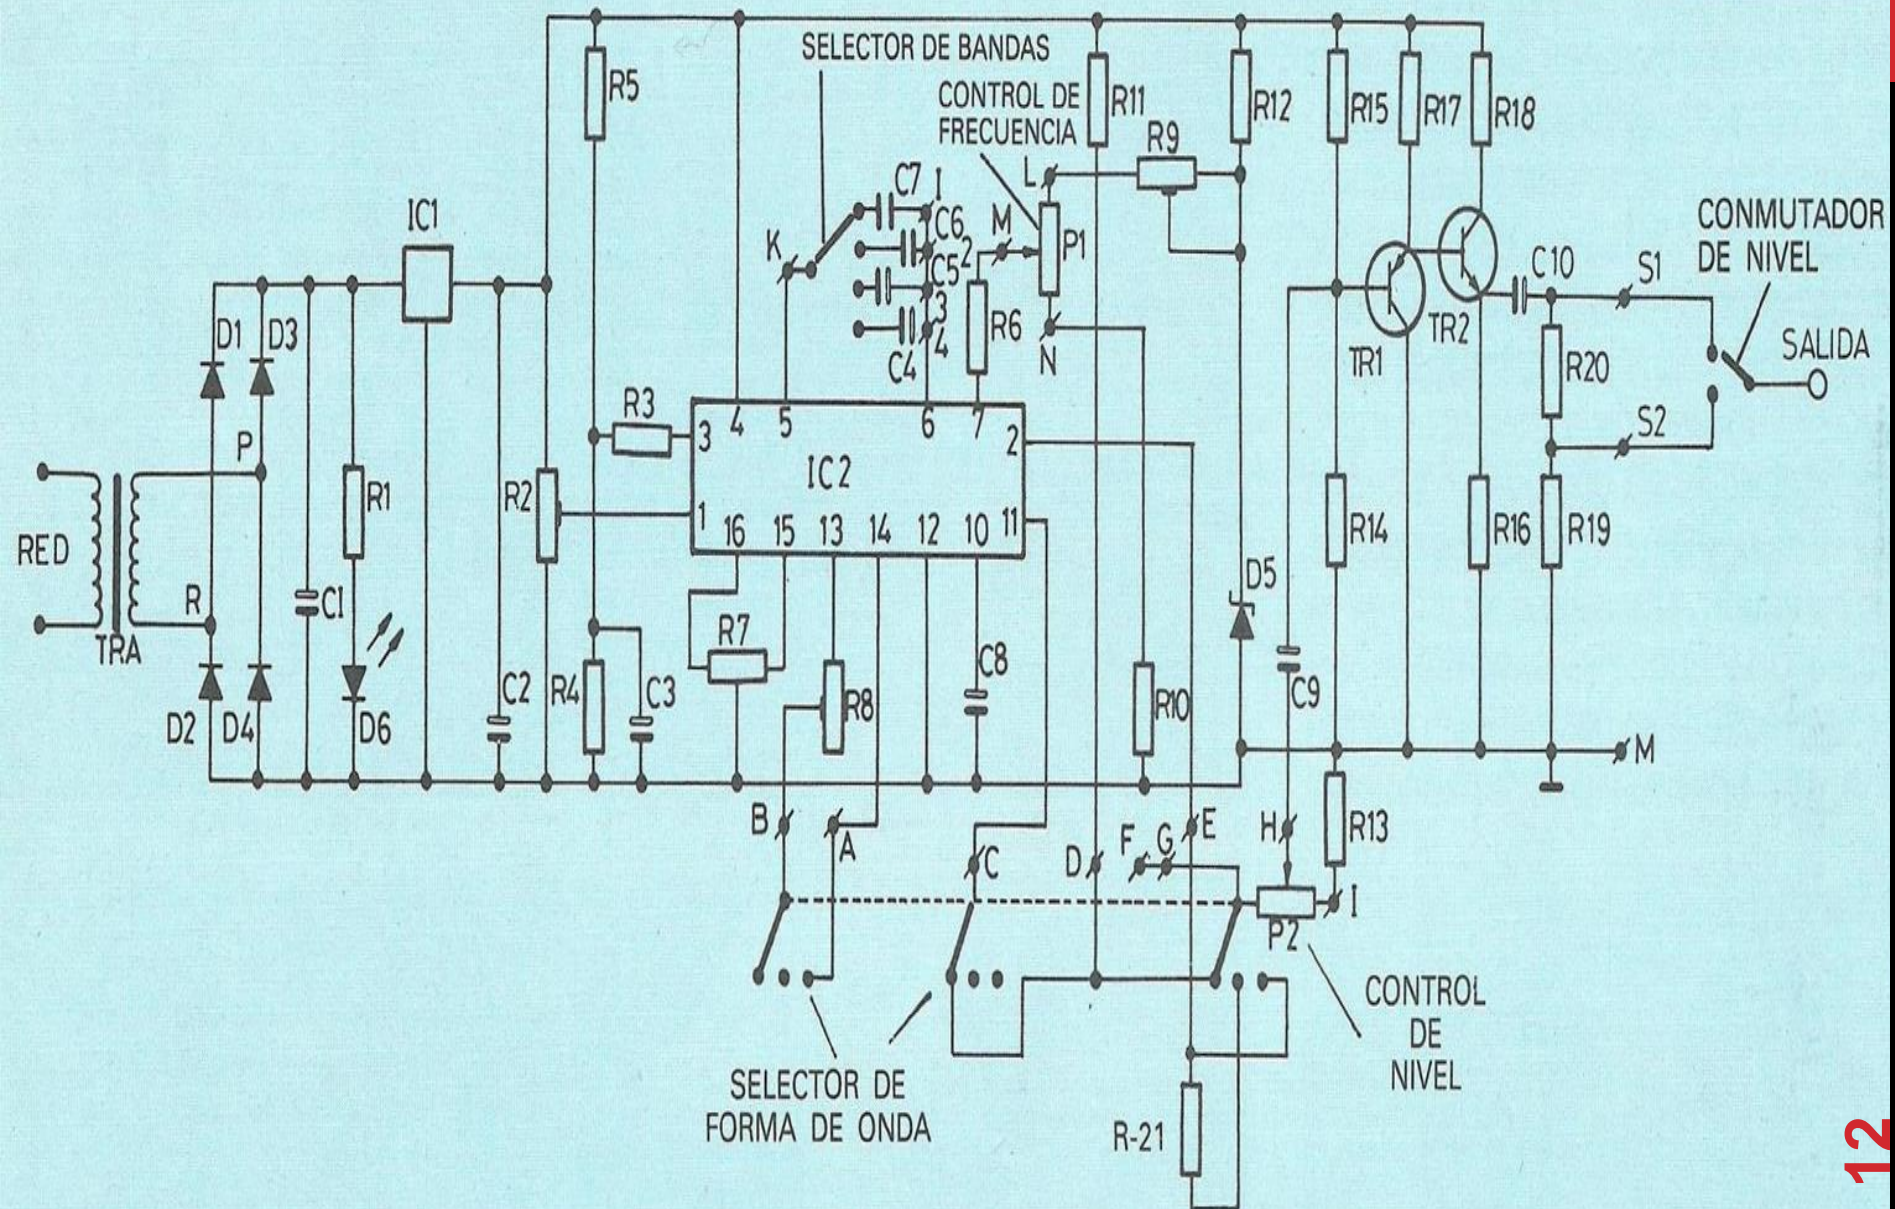 SELECTOR DE BANDAS
CONTROL DE
FRECUENCIA
R5
R11
R9
R12
R15
R17
R18
IC1
C7
I
C6
2
C5
3
4
C4
K
L
M
P1
N
R6
CONMUTADOR
DE NIVEL
S1
C10
SALIDA
TR1
TR2
R20
S2
D1
D3
P
R
RED
TRA
R1
C1
D2
D4
D6
R2
C2
R3
3
4
5
6
7
2
IC2
1
16
15
13
14
12
10
11
R4
C3
R7
R8
C8
R10
D5
C9
R14
R16
R19
M
B
A
C
D
F
G
E
H
R13
I
P2
CONTROL
DE
NIVEL
SELECTOR DE
FORMA DE ONDA
R-21
12